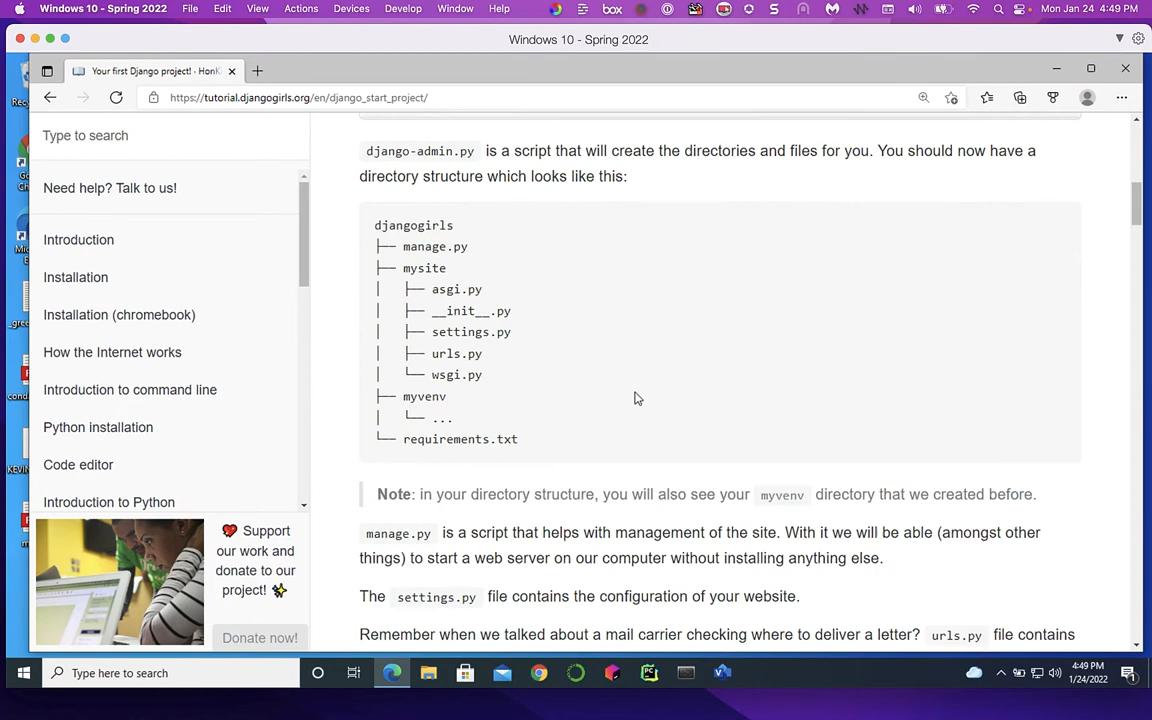 Windows 10 - Spring 2022 File Edit View Actions Devices Develop Window Help box Mon Jan 24 4:49 PM
Windows 10 - Spring 2022
Your first Django project! · HonKi
https://tutorial.djangogirls.org/en/django_start_project/
Type to search
Need help? Talk to us!
Introduction
Installation
Installation (chromebook)
How the Internet works
Introduction to command line
Python installation
Code editor
Introduction to Python
Support
our work and
donate to our
project!
Donate now!
django-admin.py is a script that will create the directories and files for you. You should now have a
directory structure which looks like this:
djangogirls
├── manage.py
├── mysite
│   ├── asgi.py
│   ├── __init__.py
│   ├── settings.py
│   ├── urls.py
│   └── wsgi.py
├── myvenv
│   └── ...
└── requirements.txt
Note: in your directory structure, you will also see your myvenv directory that we created before.
manage.py is a script that helps with management of the site. With it we will be able (amongst other
things) to start a web server on our computer without installing anything else.
The settings.py file contains the configuration of your website.
Remember when we talked about a mail carrier checking where to deliver a letter? urls.py file contains
Type here to search
4:49 PM
1/24/2022